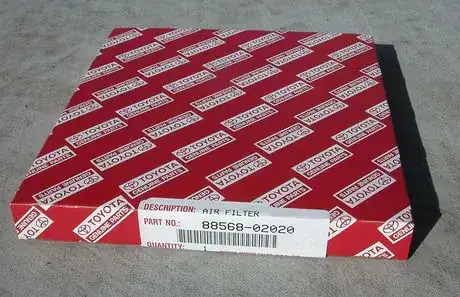 TOYOTA
GENUINE PARTS
DESCRIPTION: AIR FILTER
PART NO.: 88568-02020
QUANTITY: 1